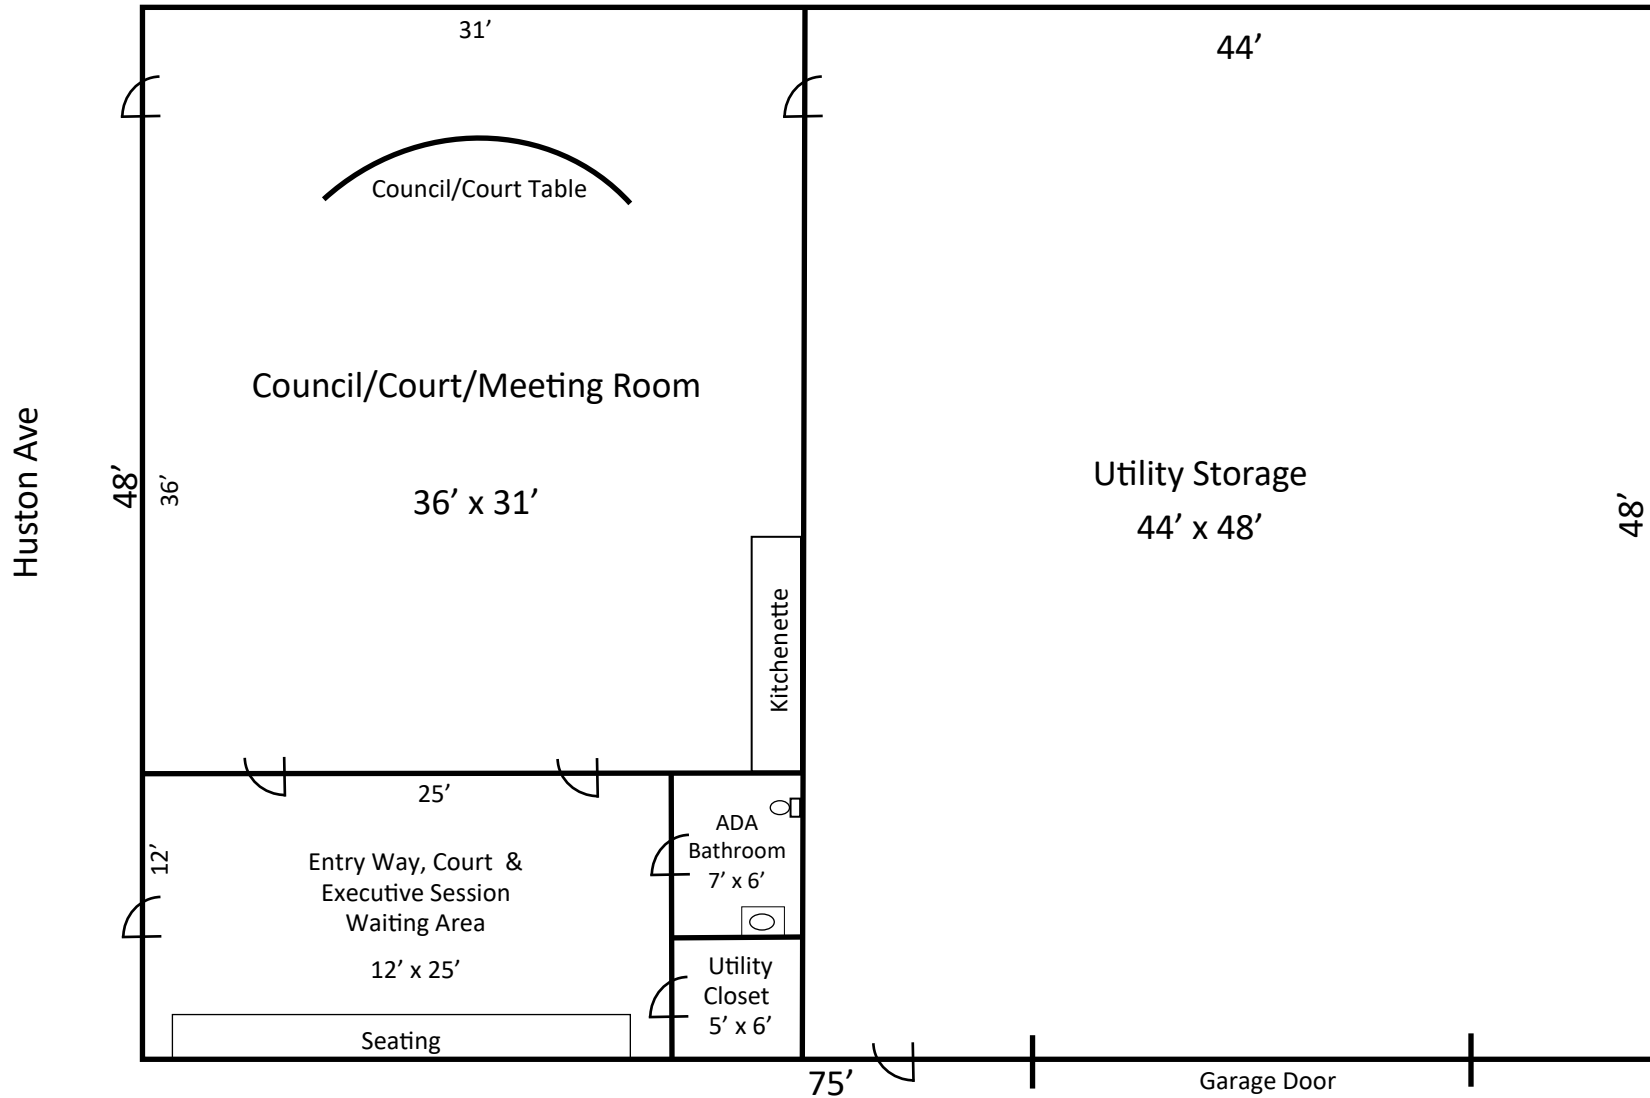 31’
44’
Council/Court Table
Council/Court/Meeting Room
36’ x 31’
Huston Ave
48’
36’
Utility Storage
44’ x 48’
48’
Kitchenette
25’
12’
Entry Way, Court &
Executive Session
Waiting Area
12’ x 25’
ADA
Bathroom
7’ x 6’
Utility
Closet
5’ x 6’
Seating
75’
Garage Door